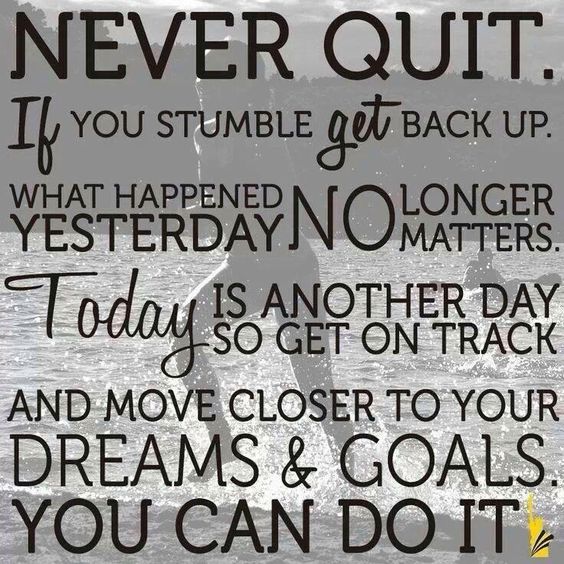 NEVER QUIT.
If YOU STUMBLE get BACK UP.
WHAT HAPPENED YESTERDAY NO LONGER MATTERS.
Today IS ANOTHER DAY SO GET ON TRACK
AND MOVE CLOSER TO YOUR
DREAMS & GOALS.
YOU CAN DO IT